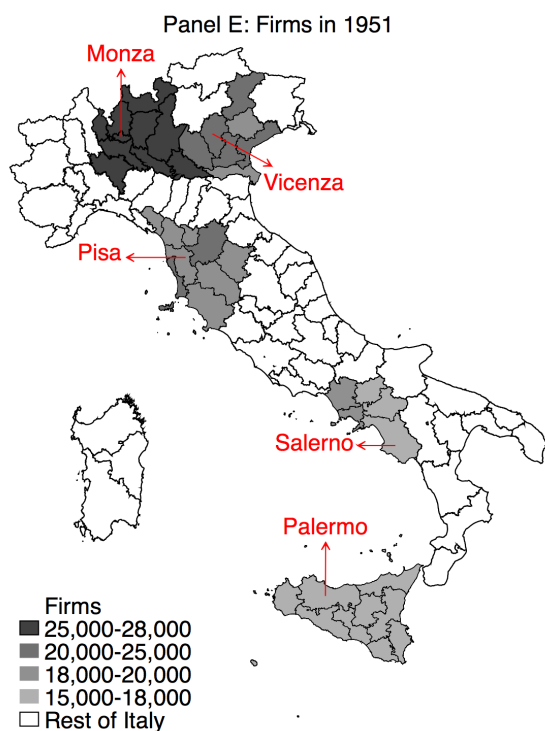 Panel E: Firms in 1951
Monza
Vicenza
Pisa
Salerno
Palermo
Firms
25,000-28,000
20,000-25,000
18,000-20,000
15,000-18,000
Rest of Italy